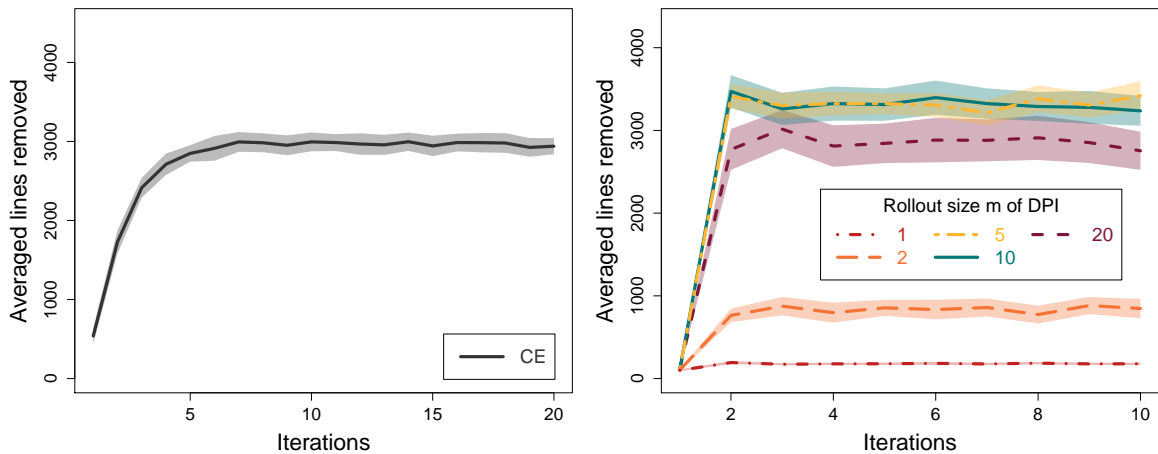 Averaged lines removed
4000
3000
2000
1000
0
CE
5 10 15 20
Iterations
Averaged lines removed
4000
3000
2000
1000
0
Rollout size m of DPI
1 5 20
2 10
2 4 6 8 10
Iterations